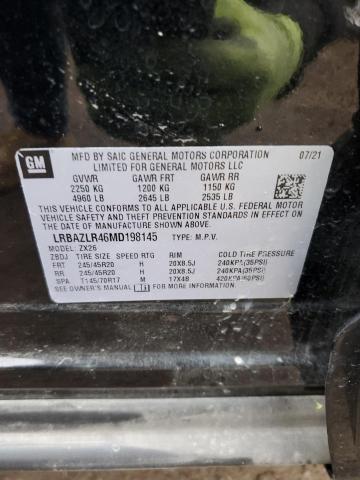 GM
MFD BY SAIC GENERAL MOTORS CORPORATION 07/21
LIMITED FOR GENERAL MOTORS LLC
GVWR GAWR FRT GAWR RR
2250 KG 1200 KG 1150 KG
4960 LB 2645 LB 2535 LB
THIS VEHICLE CONFORMS TO ALL APPLICABLE U.S. FEDERAL
MOTOR VEHICLE SAFETY AND THEFT PREVENTION STANDARDS IN EFFECT ON THE
DATE OF MANUFACTURE SHOWN ABOVE.
LRBAZLR46MD198145 TYPE: M.P.V.
MODEL: ZX26
ZBDJ TIRE SIZE SPEED RTG RIM COLD TIRE PRESSURE
FRT 245/45R20 H 20X8.5J 240KPA(35PSI)
RR 245/45R20 H 20X8.5J 240KPA(35PSI)
SPA T145/70R17 M 17X4B 420KPA(60PSI)
SEE OWNER'S MANUAL FOR MORE INFORMATION.